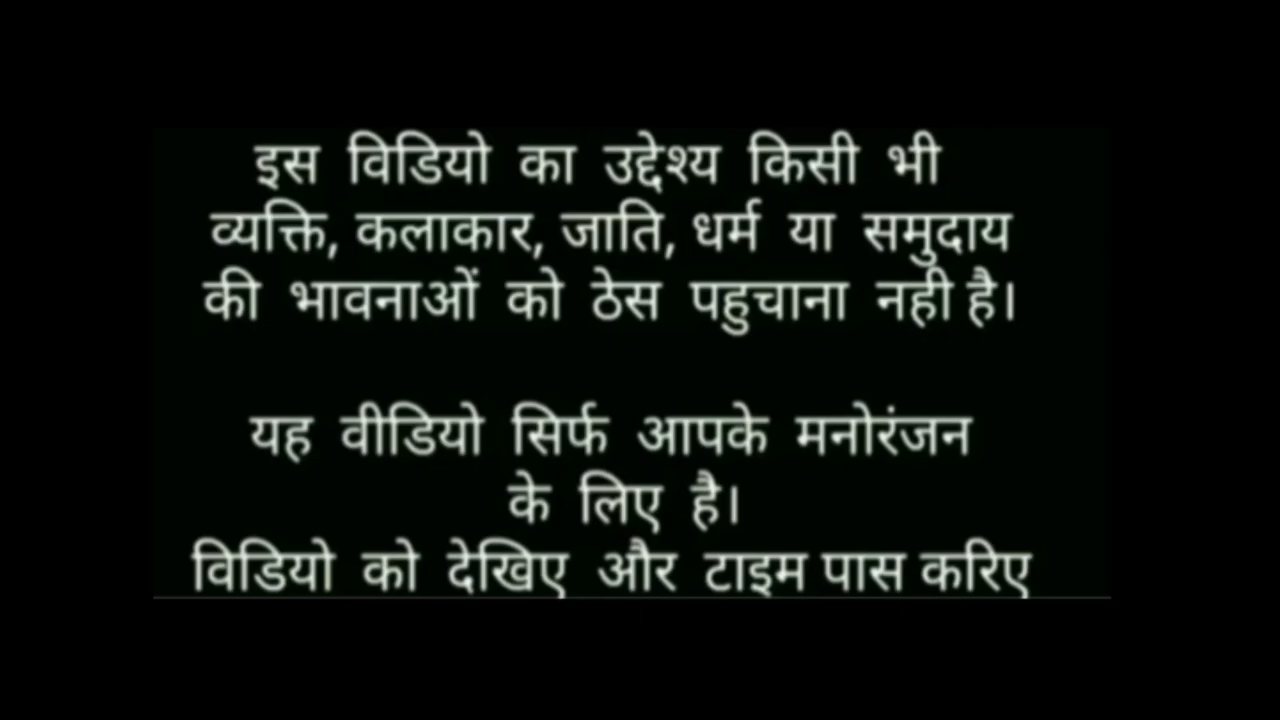 इस विडियो का उद्देश्य किसी भी
व्यक्ति, कलाकार, जाति, धर्म या समुदाय
की भावनाओं को ठेस पहुचाना नही है।
यह वीडियो सिर्फ आपके मनोरंजन
के लिए है।
विडियो को देखिए और टाइम पास करिए